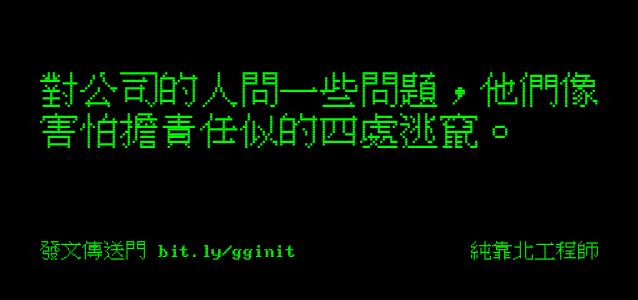 對公司的人問一些問題，他們像
害怕擔責任似的四處逃竄。
發文傳送門 bit.ly/gginit
純靠北工程師